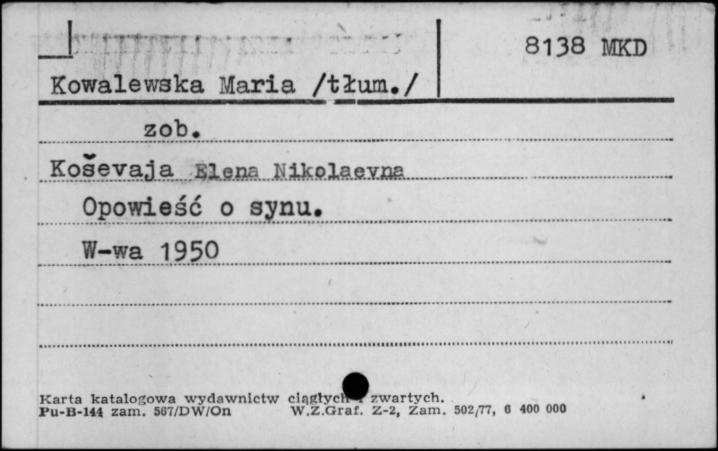 8138 MKD
Kowalewska Maria /tłum./
zob.
Koševaja Elena Nikolaevna
Opowieść o synu.
W-wa 1950
Karta katalogowa wydawnictw ciągłych i zwartych.
Pu-B-144 zam. 567/DW/On W.Z.Graf. Z-2, Zam. 502/77, 6 400 000